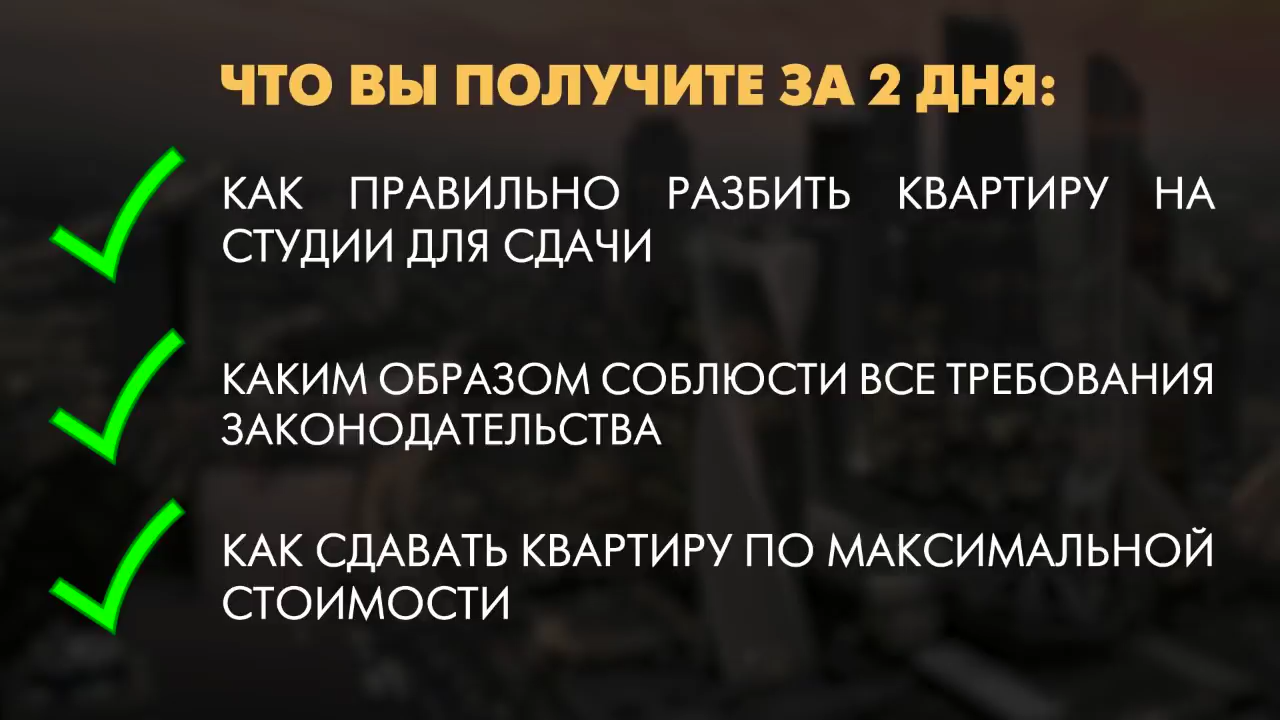 ЧТО ВЫ ПОЛУЧИТЕ ЗА 2 ДНЯ:
КАК ПРАВИЛЬНО РАЗБИТЬ КВАРТИРУ НА
СТУДИИ ДЛЯ СДАЧИ
КАКИМ ОБРАЗОМ СОБЛЮСТИ ВСЕ ТРЕБОВАНИЯ
ЗАКОНОДАТЕЛЬСТВА
КАК СДАВАТЬ КВАРТИРУ ПО МАКСИМАЛЬНОЙ
СТОИМОСТИ